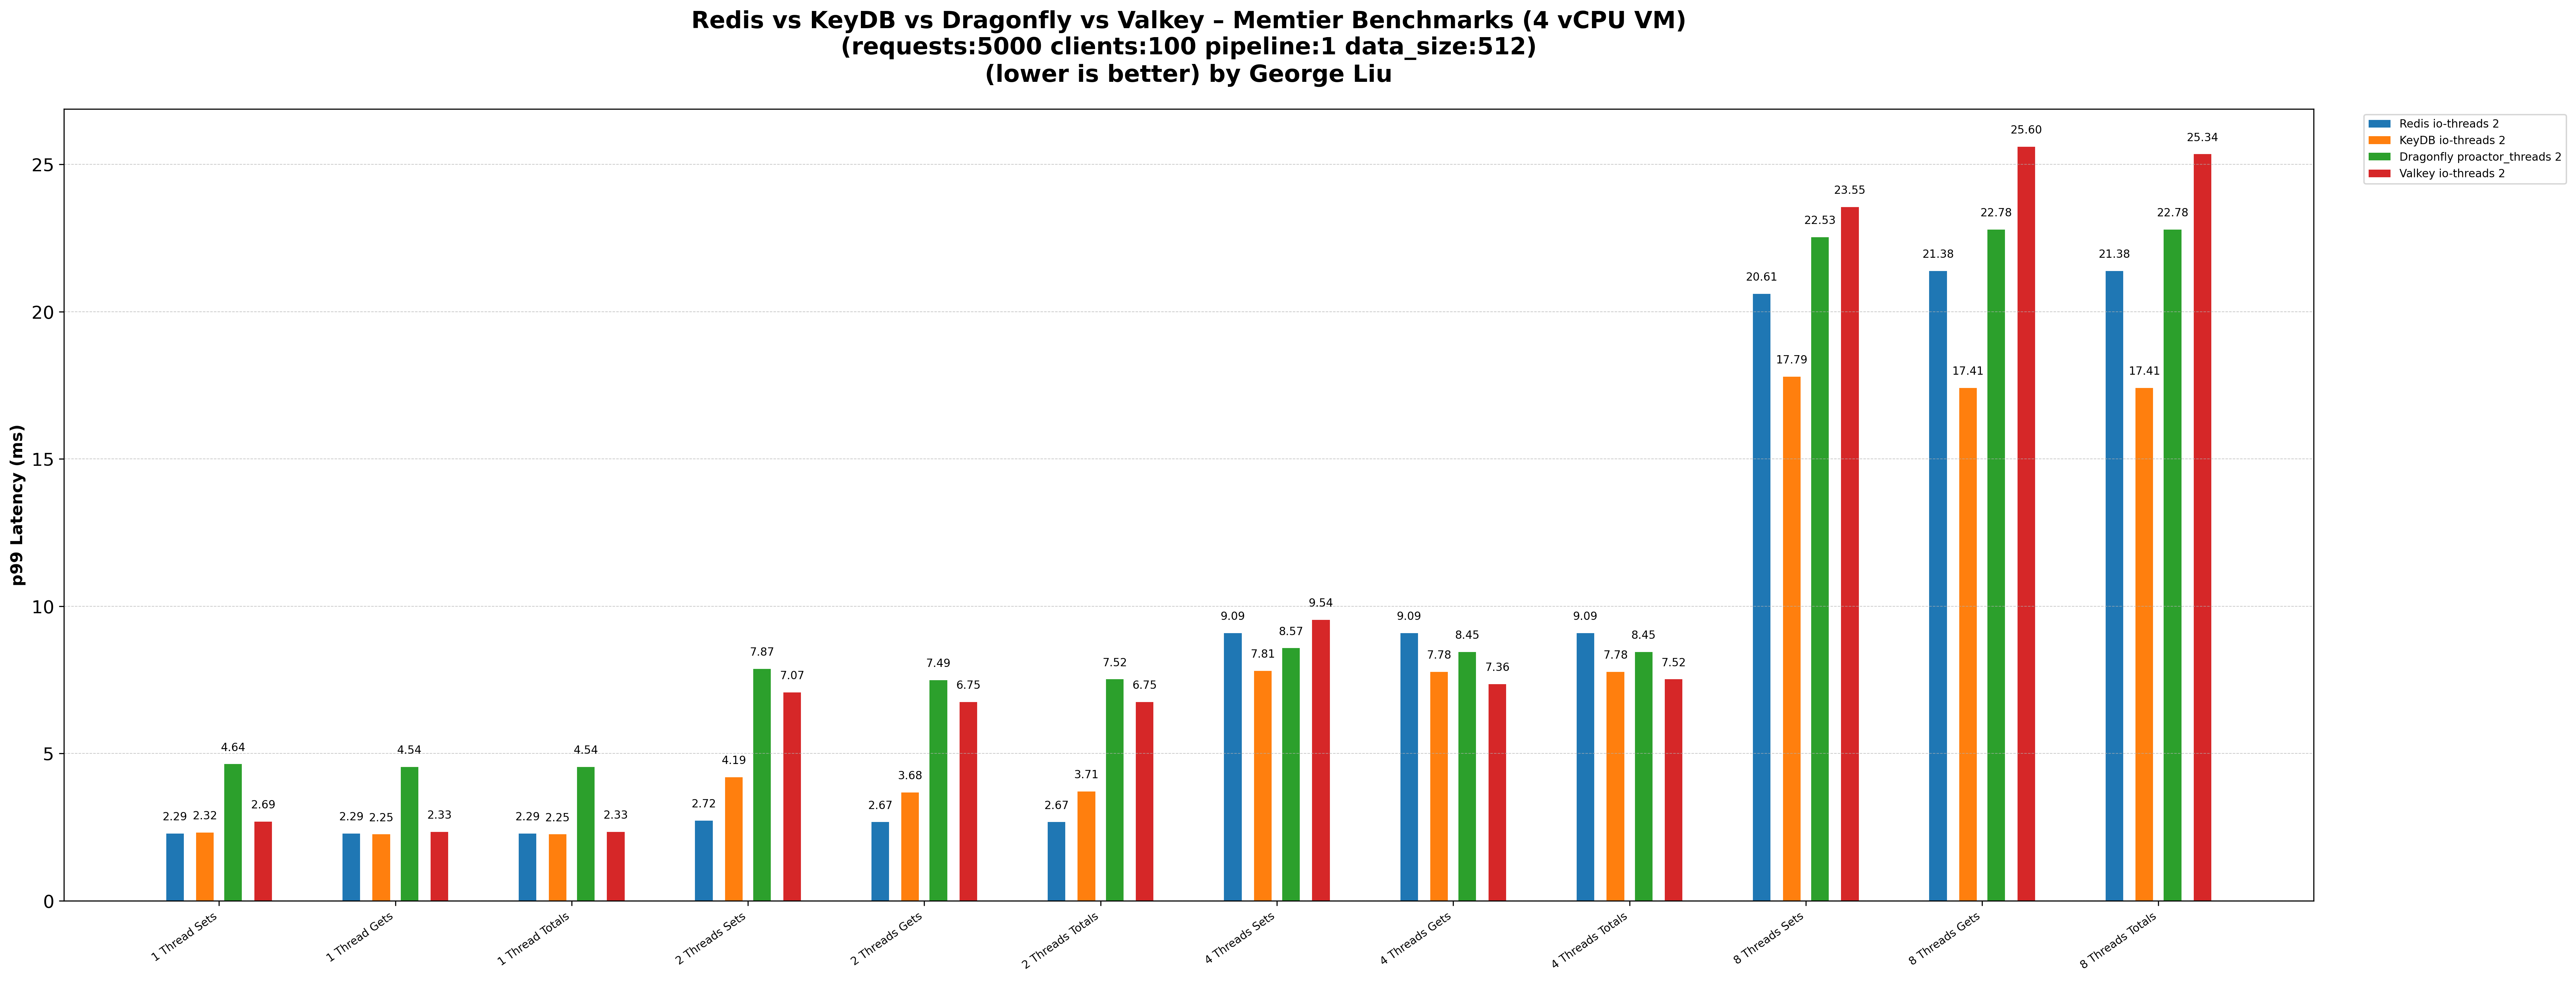 Redis vs KeyDB vs Dragonfly vs Valkey – Memtier Benchmarks (4 vCPU VM)
(requests:5000 clients:100 pipeline:1 data_size:512)
(lower is better) by George Liu
Redis io-threads 2
KeyDB io-threads 2
Dragonfly proactor_threads 2
Valkey io-threads 2
p99 Latency (ms)
25
20
15
10
5
0
2.29 2.32 4.64 2.69
2.29 2.25 4.54 2.33
2.29 2.25 4.54 2.33
2.72 4.19 7.87 7.07
2.67 3.68 7.49 6.75
2.67 3.71 7.52 6.75
9.09 7.81 8.57 9.54
9.09 7.78 8.45 7.36
9.09 7.78 8.45 7.52
20.61 17.79 22.53 23.55
21.38 17.41 22.78 25.60
21.38 17.41 22.78 25.34
1 Thread Sets
1 Thread Gets
1 Thread Totals
2 Threads Sets
2 Threads Gets
2 Threads Totals
4 Threads Sets
4 Threads Gets
4 Threads Totals
8 Threads Sets
8 Threads Gets
8 Threads Totals